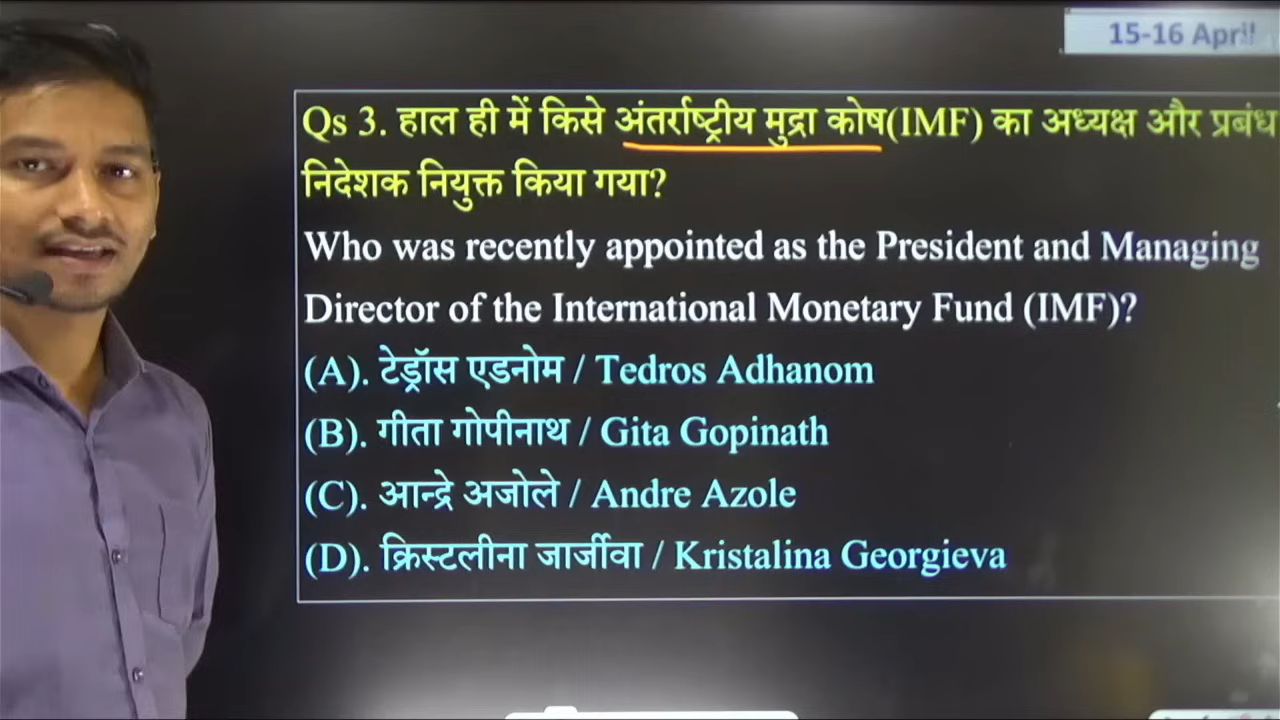 15-16 April
Qs 3. हाल ही में किसे अंतर्राष्ट्रीय मुद्रा कोष(IMF) का अध्यक्ष और प्रबंध
निदेशक नियुक्त किया गया?
Who was recently appointed as the President and Managing
Director of the International Monetary Fund (IMF)?
(A). टेड्रॉस एडनोम / Tedros Adhanom
(B). गीता गोपीनाथ / Gita Gopinath
(C). आन्द्रे अजोले / Andre Azole
(D). क्रिस्टलीना जार्जीवा / Kristalina Georgieva